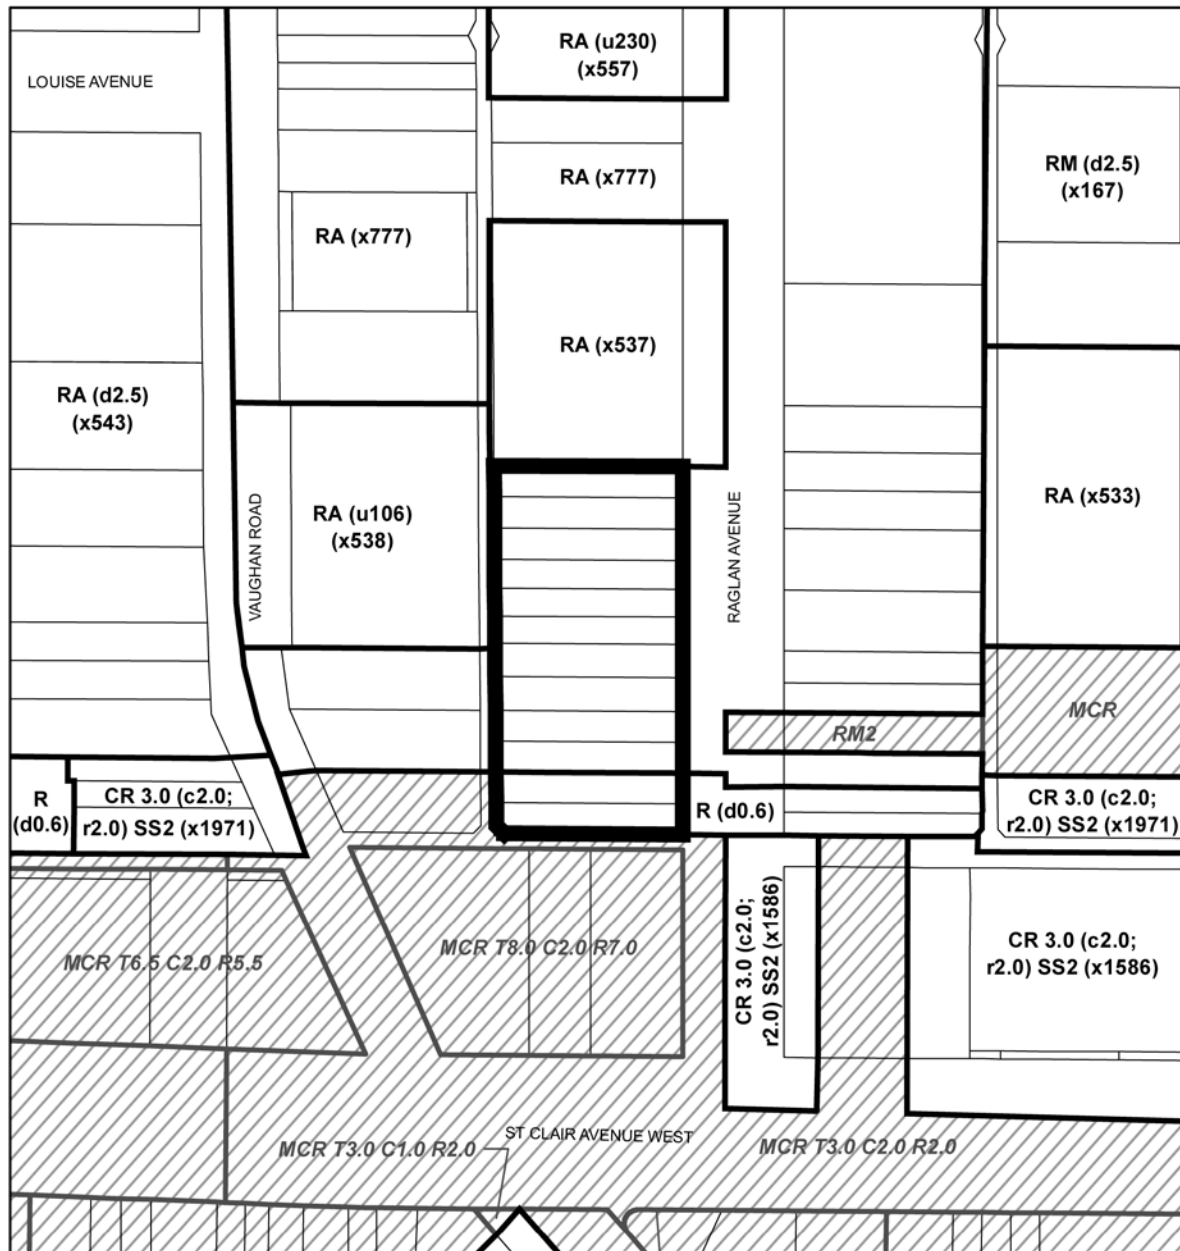 RA (u230)
(x557)
LOUISE AVENUE
RM (d2.5)
(x167)
RA (x777)
RA (x777)
RA (x537)
RA (d2.5)
(x543)
RA (x533)
RA (u106)
(x538)
VAUGHAN ROAD
RAGLAN AVENUE
MCR
RM2
R
(d0.6)
CR 3.0 (c2.0;
r2.0) SS2 (x1971)
R (d0.6)
CR 3.0 (c2.0;
r2.0) SS2 (x1971)
MCR T6.5 C2.0 R5.5
MCR T8.0 C2.0 R7.0
CR 3.0 (c2.0;
r2.0) SS2 (x1586)
CR 3.0 (c2.0;
r2.0) SS2 (x1586)
MCR T3.0 C1.0 R2.0
ST CLAIR AVENUE WEST
MCR T3.0 C2.0 R2.0